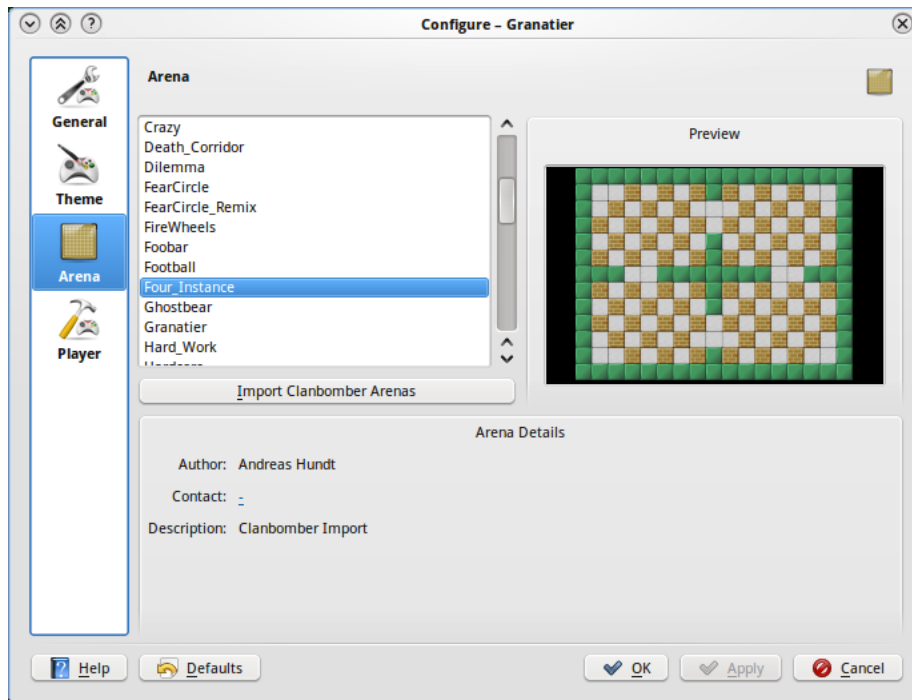 Configure – Granatier
General
Theme
Arena
Player
Arena
Crazy
Death_Corridor
Dilemma
FearCircle
FearCircle_Remix
FireWheels
Foobar
Football
Four_Instance
Ghostbear
Granatier
Hard_Work
Import Clanbomber Arenas
Preview
Arena Details
Author: Andreas Hundt
Contact: -
Description: Clanbomber Import
Help
Defaults
OK
Apply
Cancel